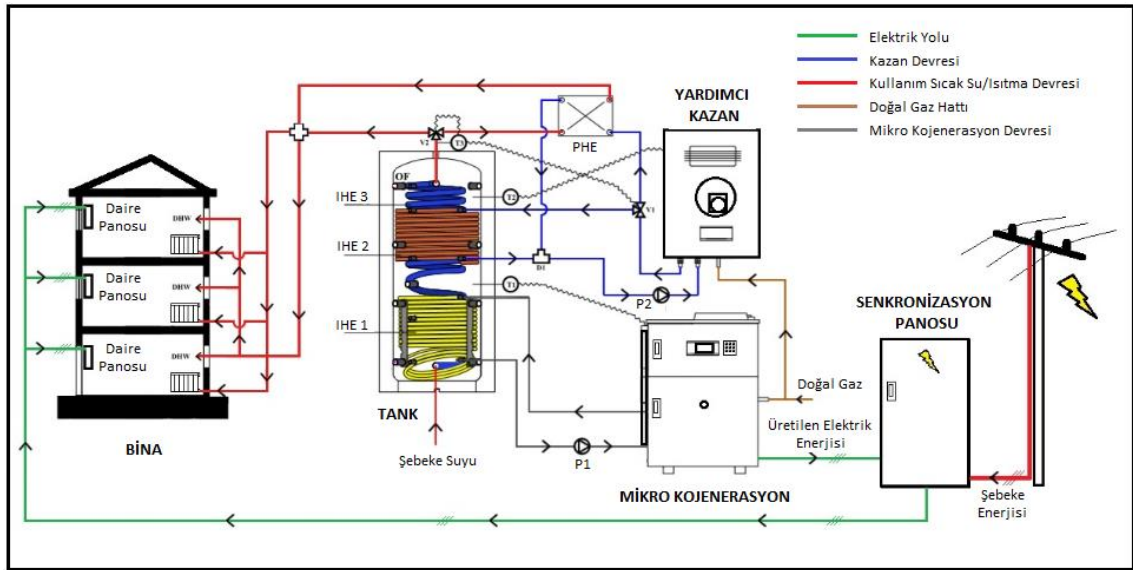 Elektrik Yolu
Kazan Devresi
Kullanım Sıcak Su/Isıtma Devresi
Doğal Gaz Hattı
Mikro Kojenerasyon Devresi
YARDIMCI
KAZAN
PHE
V2
T3
OF
T2
IHE 3
V1
IHE 2
D1
T1
P2
IHE 1
Daire
Panosu
DHW
Daire
Panosu
Daire
Panosu
DHW
SENKRONİZASYON
PANOSU
Doğal Gaz
Üretilen Elektrik
Enerjisi
TANK
BİNA
Şebeke Suyu
P1
MİKRO KOJENERASYON
Şebeke
Enerjisi